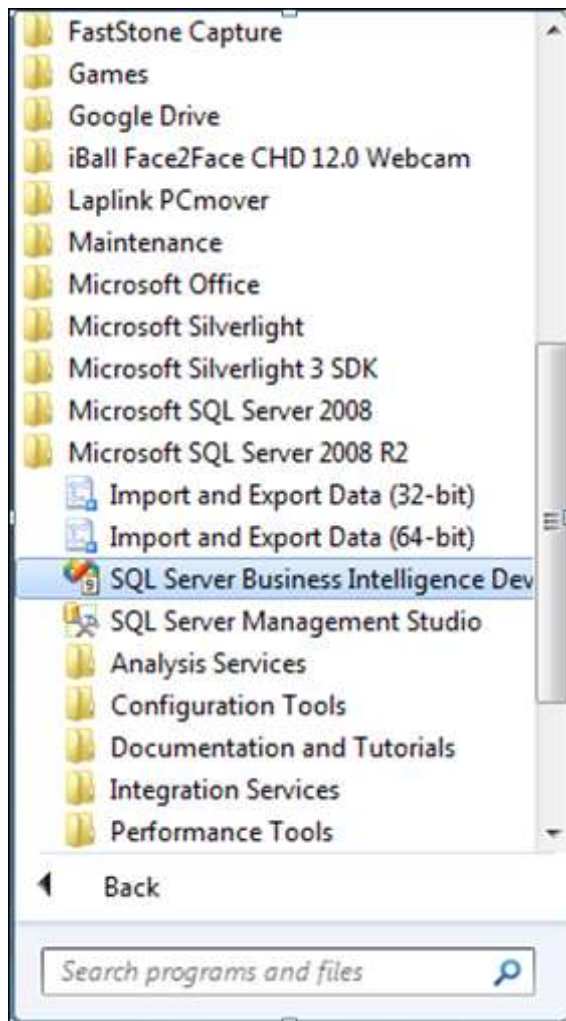 FastStone Capture
Games
Google Drive
iBall Face2Face CHD 12.0 Webcam
Laplink PCmover
Maintenance
Microsoft Office
Microsoft Silverlight
Microsoft Silverlight 3 SDK
Microsoft SQL Server 2008
Microsoft SQL Server 2008 R2
Import and Export Data (32-bit)
Import and Export Data (64-bit)
SQL Server Business Intelligence Dev
SQL Server Management Studio
Analysis Services
Configuration Tools
Documentation and Tutorials
Integration Services
Performance Tools
Back
Search programs and files